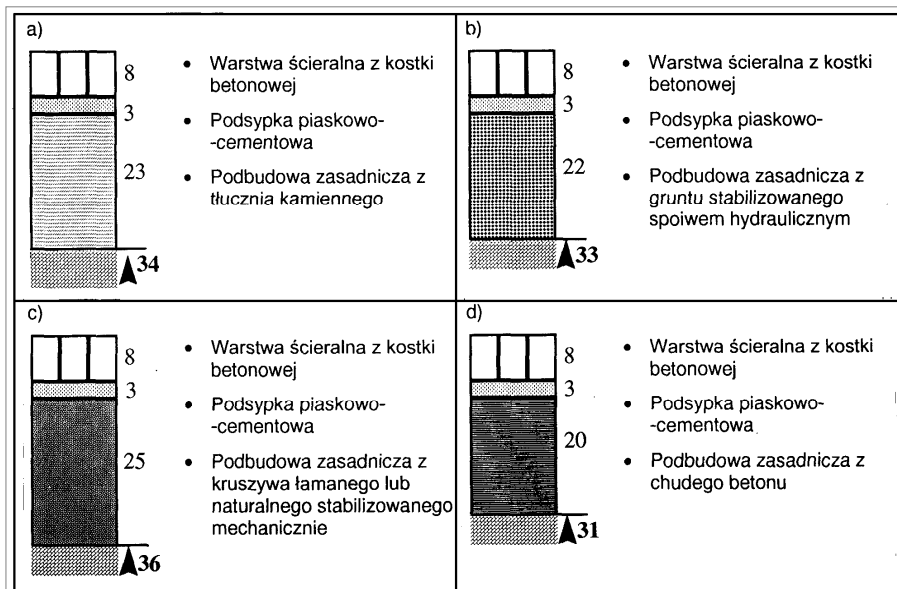 a)
8
3
23
34
• Warstwa ścieralna z kostki
betonowej
• Podsypka piaskowo-
-cementowa
• Podbudowa zasadnicza z
tłucznia kamiennego
b)
8
3
22
33
• Warstwa ścieralna z kostki
betonowej
• Podsypka piaskowo-
-cementowa
• Podbudowa zasadnicza z
gruntu stabilizowanego
spoiwem hydraulicznym
c)
8
3
25
36
• Warstwa ścieralna z kostki
betonowej
• Podsypka piaskowo-
-cementowa
• Podbudowa zasadnicza z
kruszywa łamanego lub
naturalnego stabilizowanego
mechanicznie
d)
8
3
20
31
• Warstwa ścieralna z kostki
betonowej
• Podsypka piaskowo-
-cementowa
• Podbudowa zasadnicza z
chudego betonu